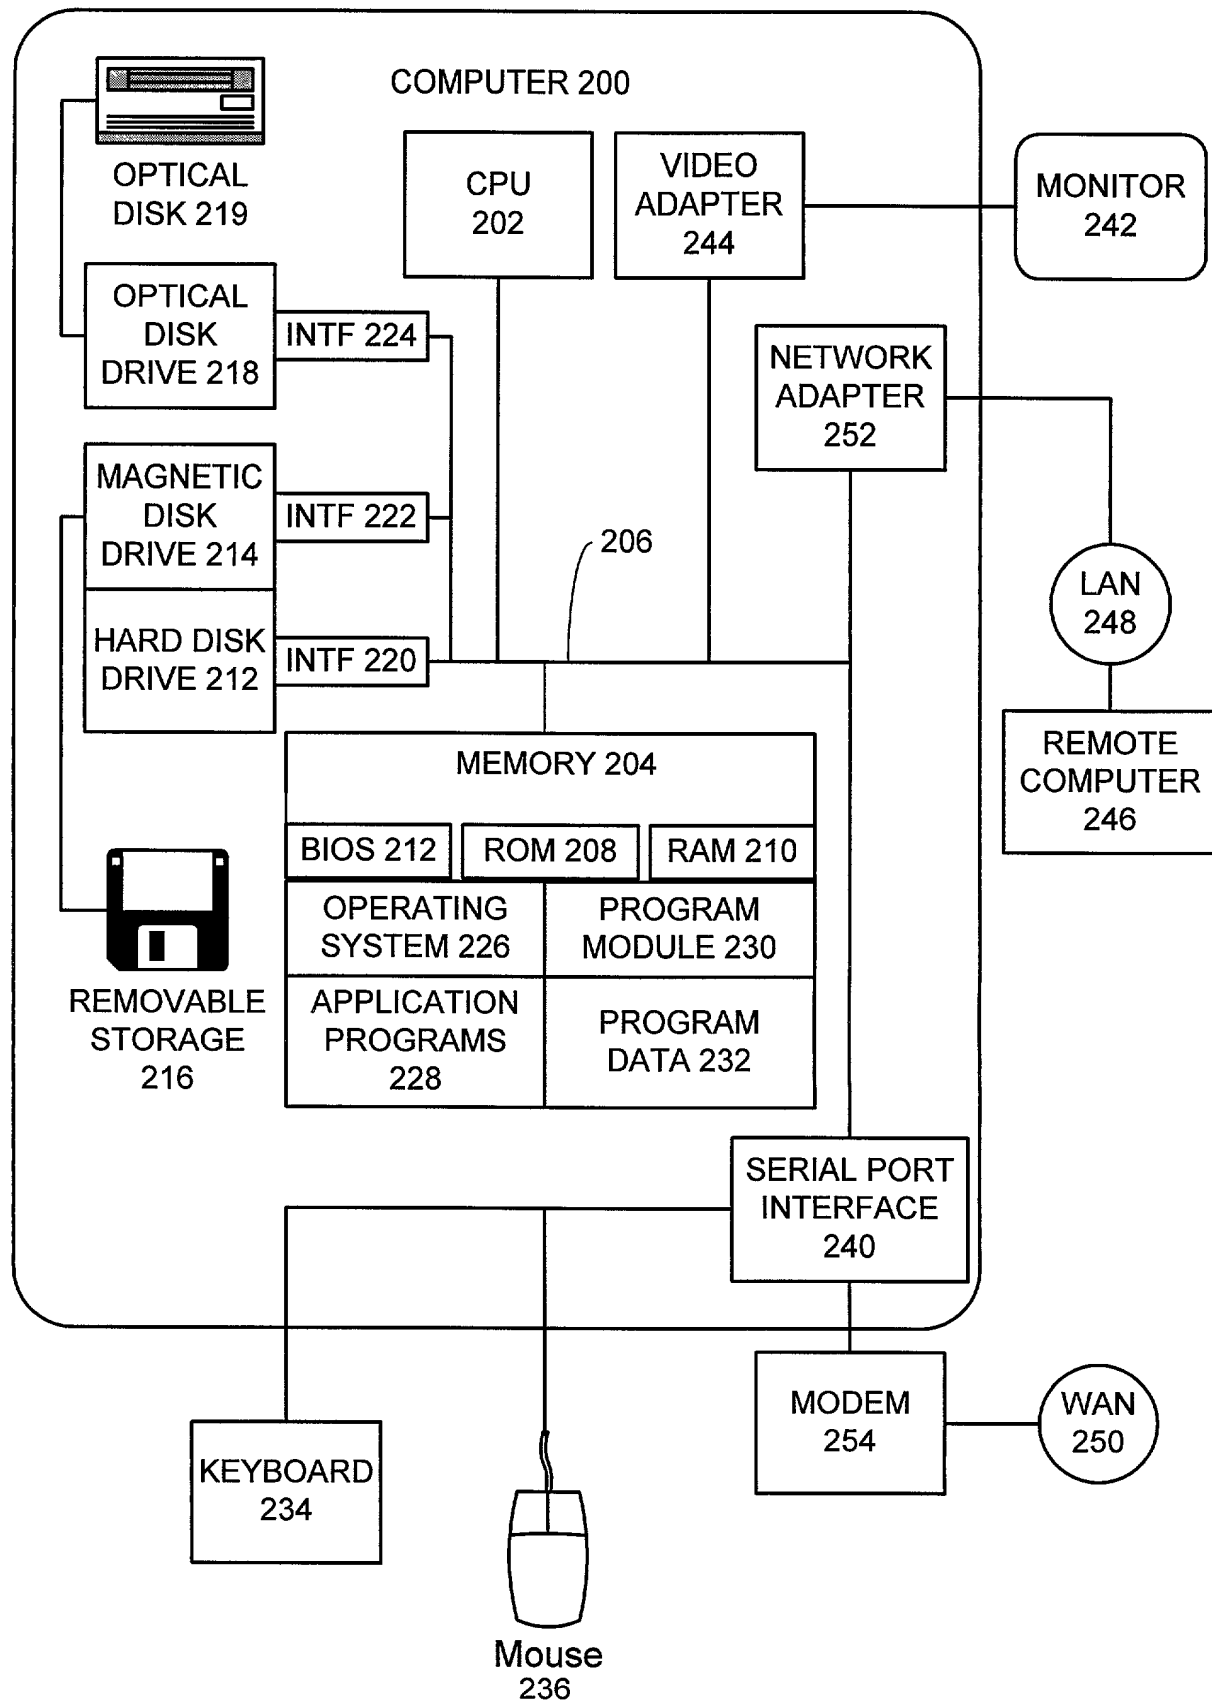 COMPUTER 200
OPTICAL
DISK 219
CPU
202
VIDEO
ADAPTER
244
MONITOR
242
OPTICAL
DISK
DRIVE 218
INTF 224
NETWORK
ADAPTER
252
MAGNETIC
DISK
DRIVE 214
INTF 222
206
LAN
248
HARD DISK
DRIVE 212
INTF 220
REMOTE
COMPUTER
246
MEMORY 204
BIOS 212
ROM 208
RAM 210
OPERATING
SYSTEM 226
PROGRAM
MODULE 230
REMOVABLE
STORAGE
216
APPLICATION
PROGRAMS
228
PROGRAM
DATA 232
SERIAL PORT
INTERFACE
240
MODEM
254
WAN
250
KEYBOARD
234
Mouse
236